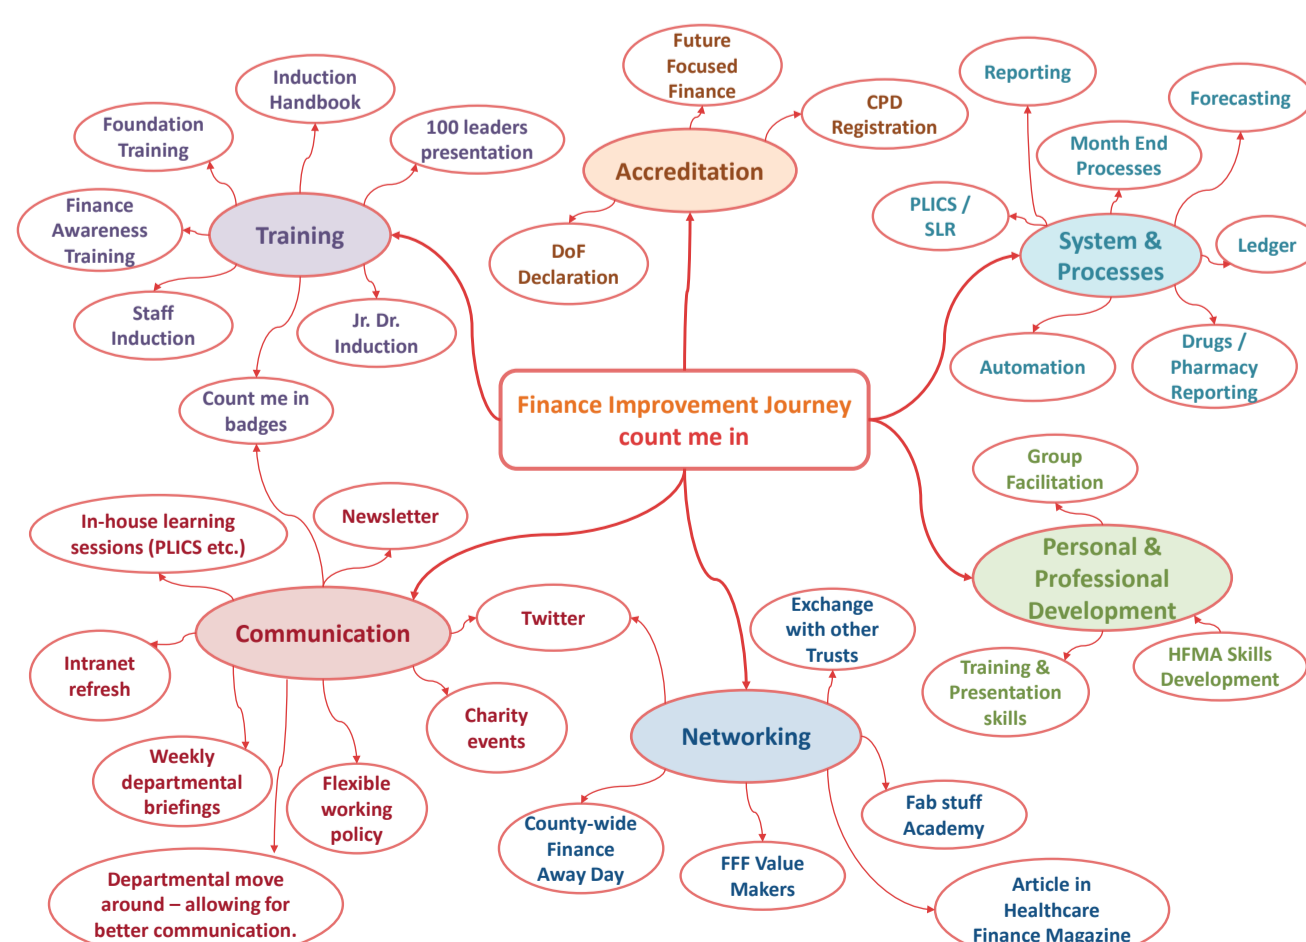 Future
Focused
Finance
CPD
Registration
Accreditation
DoF
Declaration
Induction
Handbook
Foundation
Training
100 leaders
presentation
Finance
Awareness
Training
Training
Staff
Induction
Jr. Dr.
Induction
Count me in
badges
Reporting
Forecasting
Month End
Processes
PLICS /
SLR
System &
Processes
Ledger
Automation
Drugs /
Pharmacy
Reporting
Finance Improvement Journey
count me in
Group
Facilitation
Personal &
Professional
Development
Training &
Presentation
skills
HFMA Skills
Development
In-house learning
sessions (PLICS etc.)
Newsletter
Communication
Twitter
Intranet
refresh
Charity
events
Weekly
departmental
briefings
Flexible
working
policy
Departmental move
around – allowing for
better communication.
Exchange
with other
Trusts
Networking
County-wide
Finance
Away Day
FFF Value
Makers
Fab stuff
Academy
Article in
Healthcare
Finance Magazine